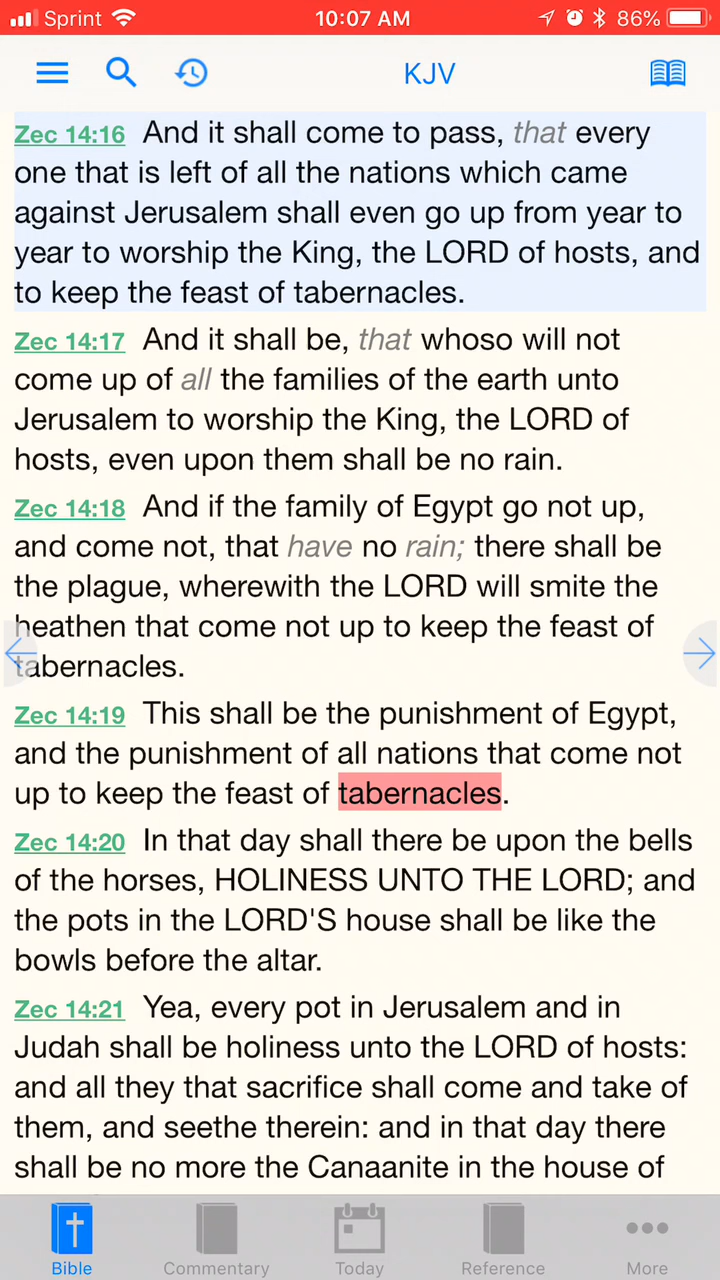 Sprint 10:07 AM 86%
KJV
Zec 14:16 And it shall come to pass, that every
one that is left of all the nations which came
against Jerusalem shall even go up from year to
year to worship the King, the LORD of hosts, and
to keep the feast of tabernacles.
Zec 14:17 And it shall be, that whoso will not
come up of all the families of the earth unto
Jerusalem to worship the King, the LORD of
hosts, even upon them shall be no rain.
Zec 14:18 And if the family of Egypt go not up,
and come not, that have no rain; there shall be
the plague, wherewith the LORD will smite the
heathen that come not up to keep the feast of
tabernacles.
Zec 14:19 This shall be the punishment of Egypt,
and the punishment of all nations that come not
up to keep the feast of tabernacles.
Zec 14:20 In that day shall there be upon the bells
of the horses, HOLINESS UNTO THE LORD; and
the pots in the LORD'S house shall be like the
bowls before the altar.
Zec 14:21 Yea, every pot in Jerusalem and in
Judah shall be holiness unto the LORD of hosts:
and all they that sacrifice shall come and take of
them, and seethe therein: and in that day there
shall be no more the Canaanite in the house of
Bible Commentary Today Reference More